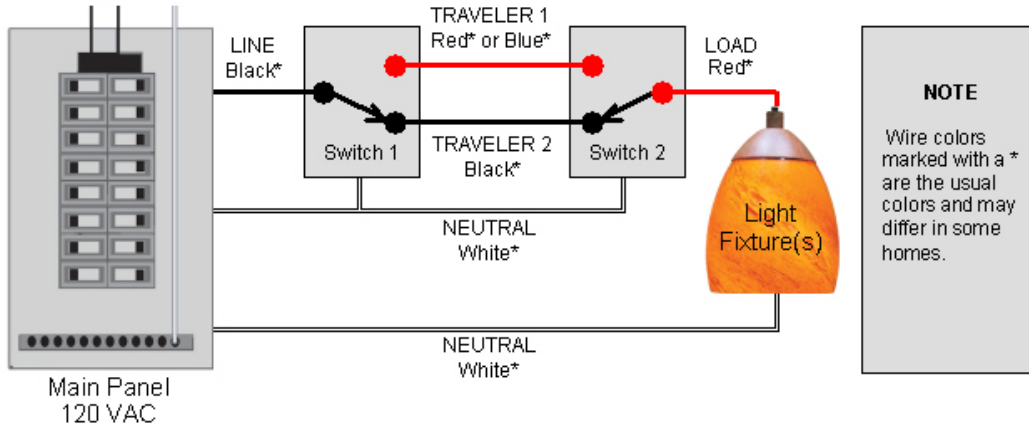 TRAVELER 1
Red* or Blue*
LINE
Black*
LOAD
Red*
Switch 1
TRAVELER 2
Black*
Switch 2
NEUTRAL
White*
Light
Fixture(s)
NEUTRAL
White*
Main Panel
120 VAC
NOTE
Wire colors
marked with a *
are the usual
colors and may
differ in some
homes.